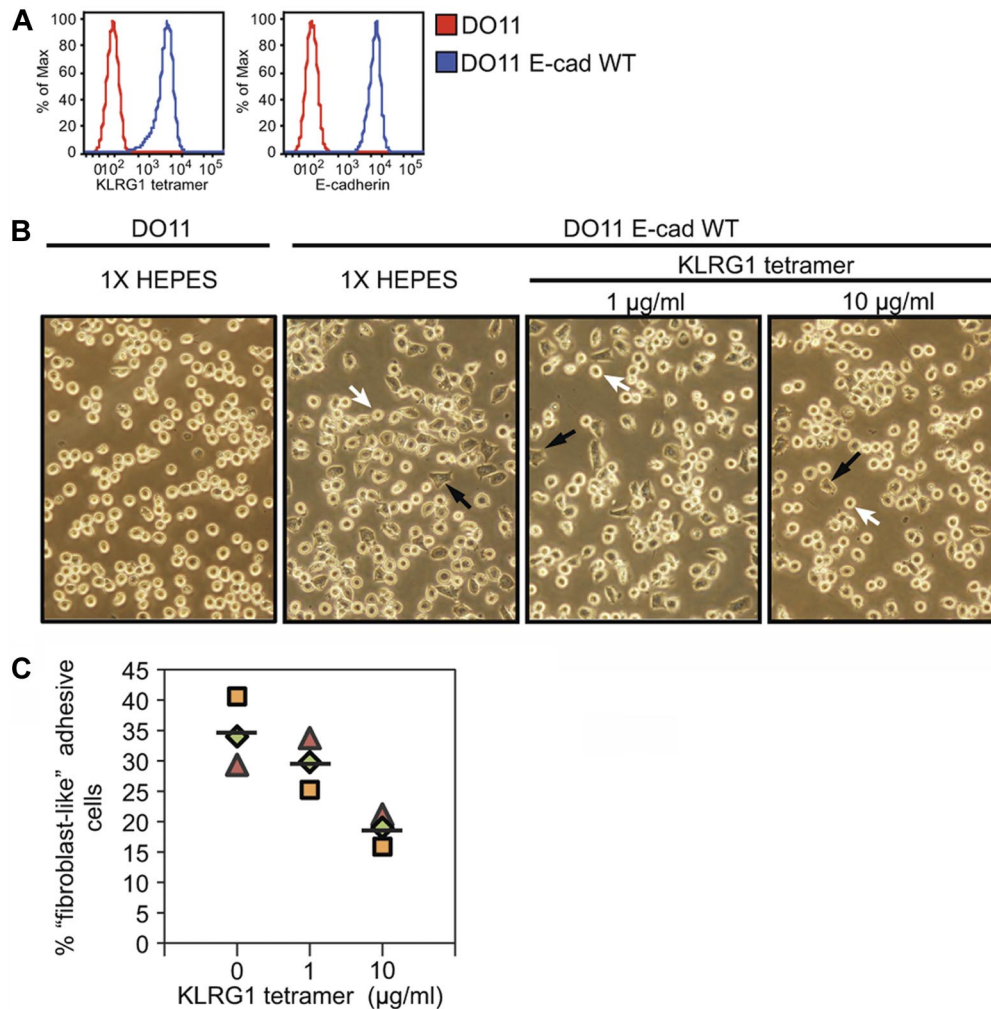 A
% of Max
100
80
60
40
20
0
0 10² 10³ 10⁴ 10⁵
KLRG1 tetramer
% of Max
100
80
60
40
20
0
0 10² 10³ 10⁴ 10⁵
E-cadherin
DO11
DO11 E-cad WT
B
DO11
DO11 E-cad WT
1X HEPES
1X HEPES
KLRG1 tetramer
1 µg/ml
10 µg/ml
C
% “fibroblast-like” adhesive
cells
45
40
35
30
25
20
15
10
5
0
0 1 10
KLRG1 tetramer (µg/ml)